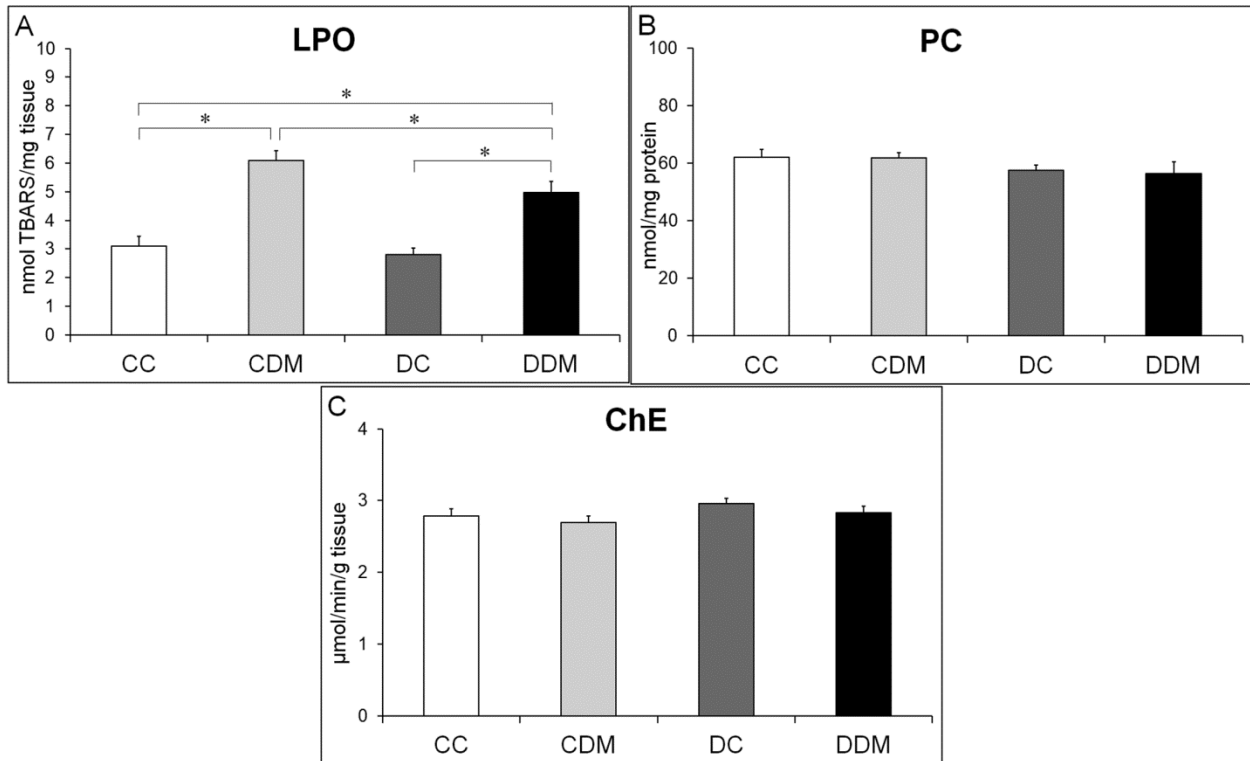 A
LPO
nmol TBARS/mg tissue
10
9
8
7
6
5
4
3
2
1
0
*
*
*
*
CC
CDM
DC
DDM
B
PC
nmol/mg protein
100
80
60
40
20
0
CC
CDM
DC
DDM
C
ChE
µmol/min/g tissue
4
3
2
1
0
CC
CDM
DC
DDM